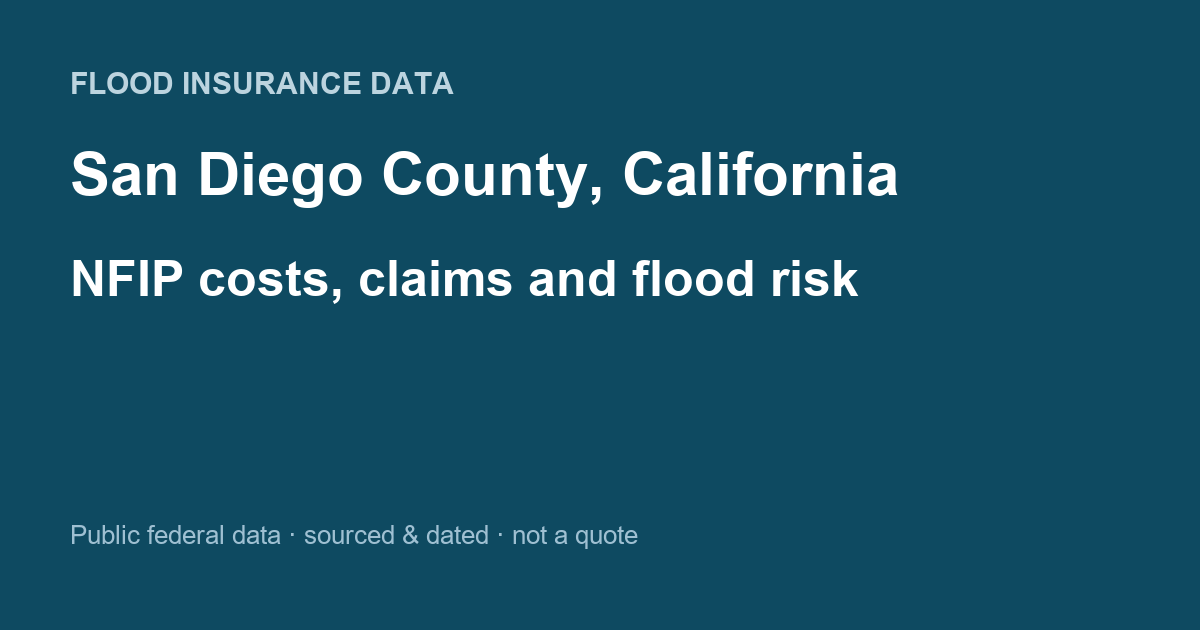 FLOOD INSURANCE DATA
San Diego County, California
NFIP costs, claims and flood risk
Public federal data · sourced & dated · not a quote